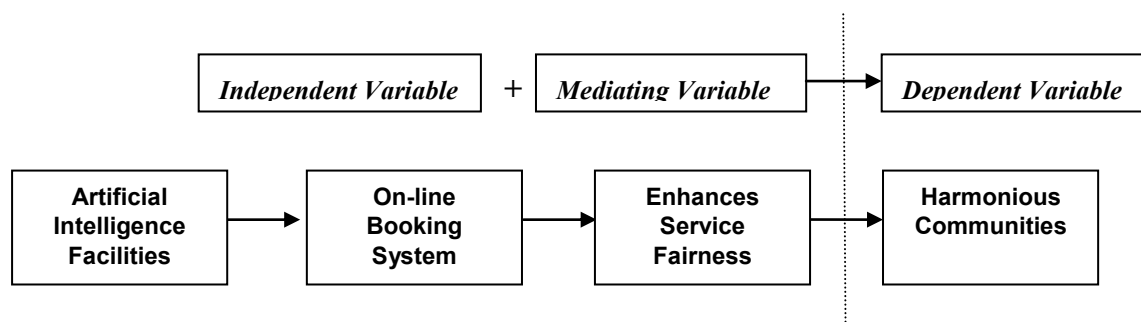 Independent Variable + Mediating Variable Dependent Variable
Artificial
Intelligence
Facilities
On-line
Booking
System
Enhances
Service
Fairness
Harmonious
Communities